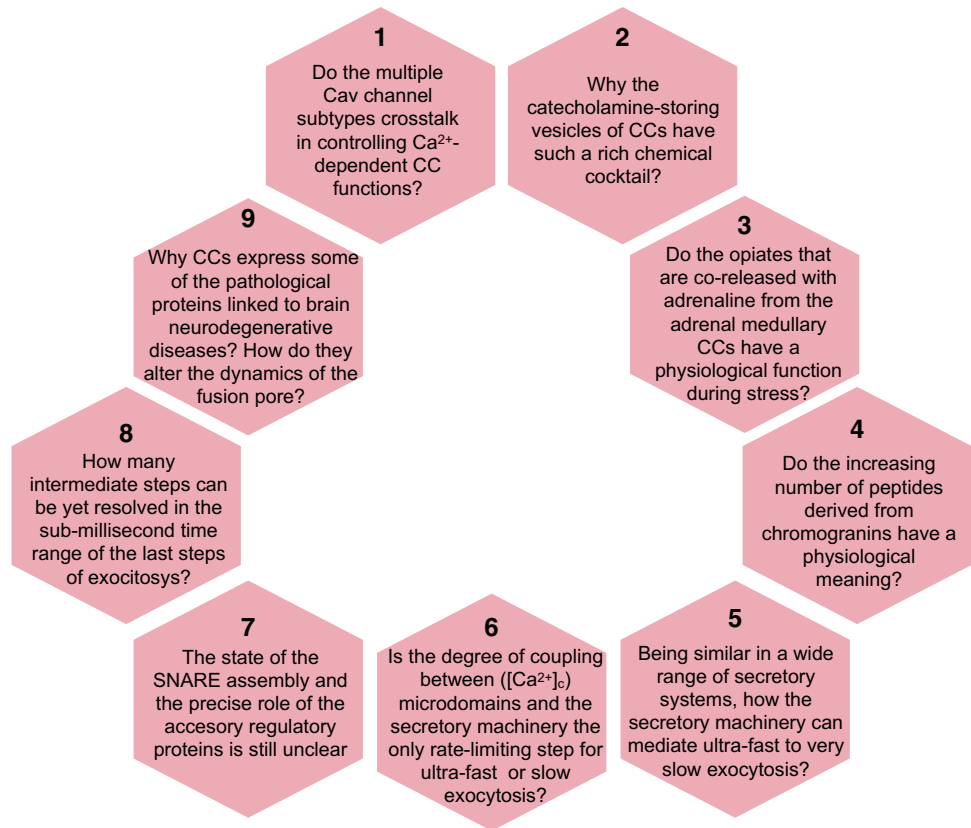 1
Do the multiple
Cav channel
subtypes crosstalk
in controlling Ca²⁺-
dependent CC
functions?
2
Why the
catecholamine-storing
vesicles of CCs have
such a rich chemical
cocktail?
3
Do the opiates that
are co-released with
adrenaline from the
adrenal medullary
CCs have a
physiological function
during stress?
4
Do the increasing
number of peptides
derived from
chromogranins have a
physiological
meaning?
5
Being similar in a wide
range of secretory
systems, how the
secretory machinery can
mediate ultra-fast to very
slow exocytosis?
6
Is the degree of coupling
between ([Ca²⁺]c)
microdomains and the
secretory machinery the
only rate-limiting step for
ultra-fast or slow
exocytosis?
7
The state of the
SNARE assembly and
the precise role of the
accesory regulatory
proteins is still unclear
8
How many
intermediate steps can
be yet resolved in the
sub-millisecond time
range of the last steps
of exocitosys?
9
Why CCs express some
of the pathological
proteins linked to brain
neurodegenerative
diseases? How do they
alter the dynamics of the
fusion pore?